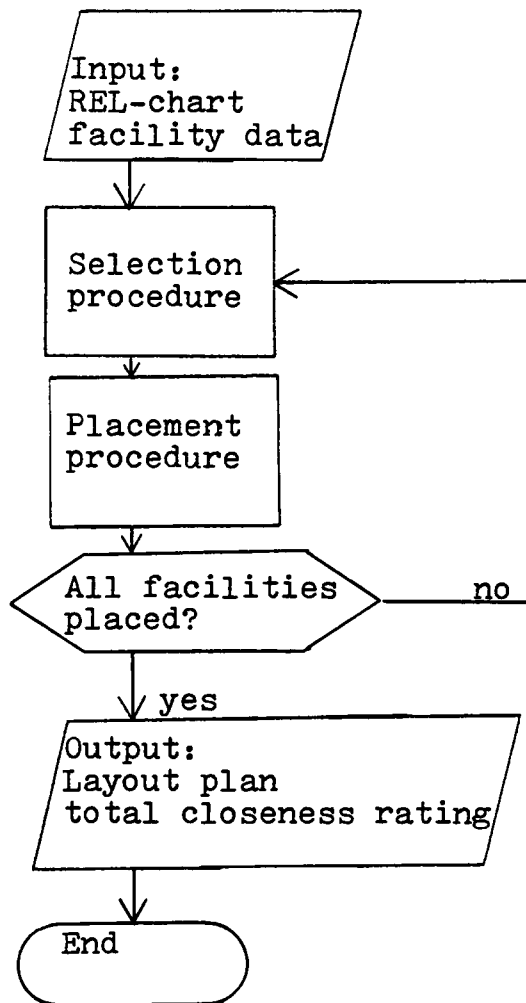 Input:
REL-chart
facility data
Selection
procedure
Placement
procedure
All facilities
placed?
no
yes
Output:
Layout plan
total closeness rating
End